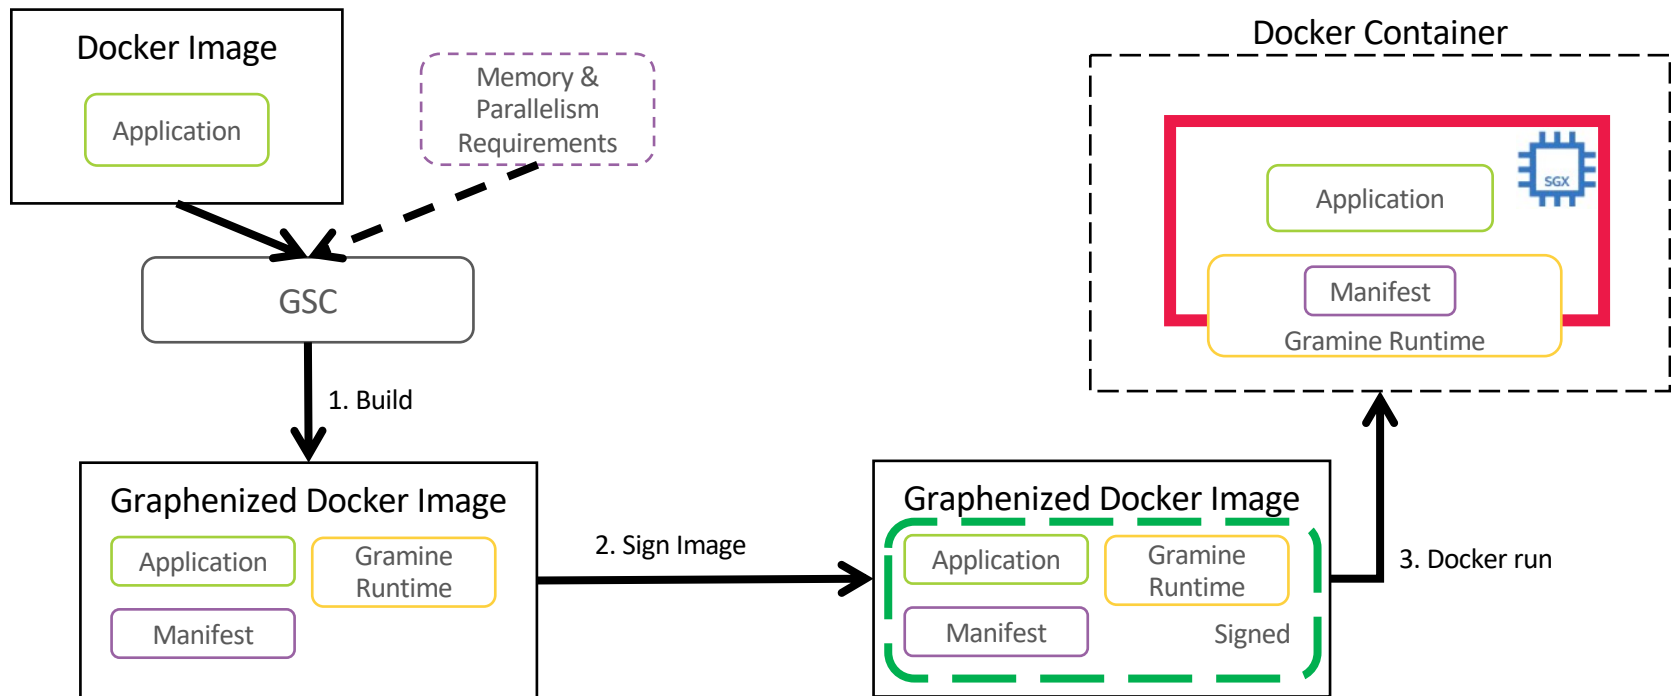 Docker Image
Application
Memory &
Parallelism
Requirements
GSC
1. Build
Graphenized Docker Image
Application
Gramine
Runtime
Manifest
2. Sign Image
Graphenized Docker Image
Application
Gramine
Runtime
Manifest
Signed
3. Docker run
Docker Container
SGX
Application
Manifest
Gramine Runtime